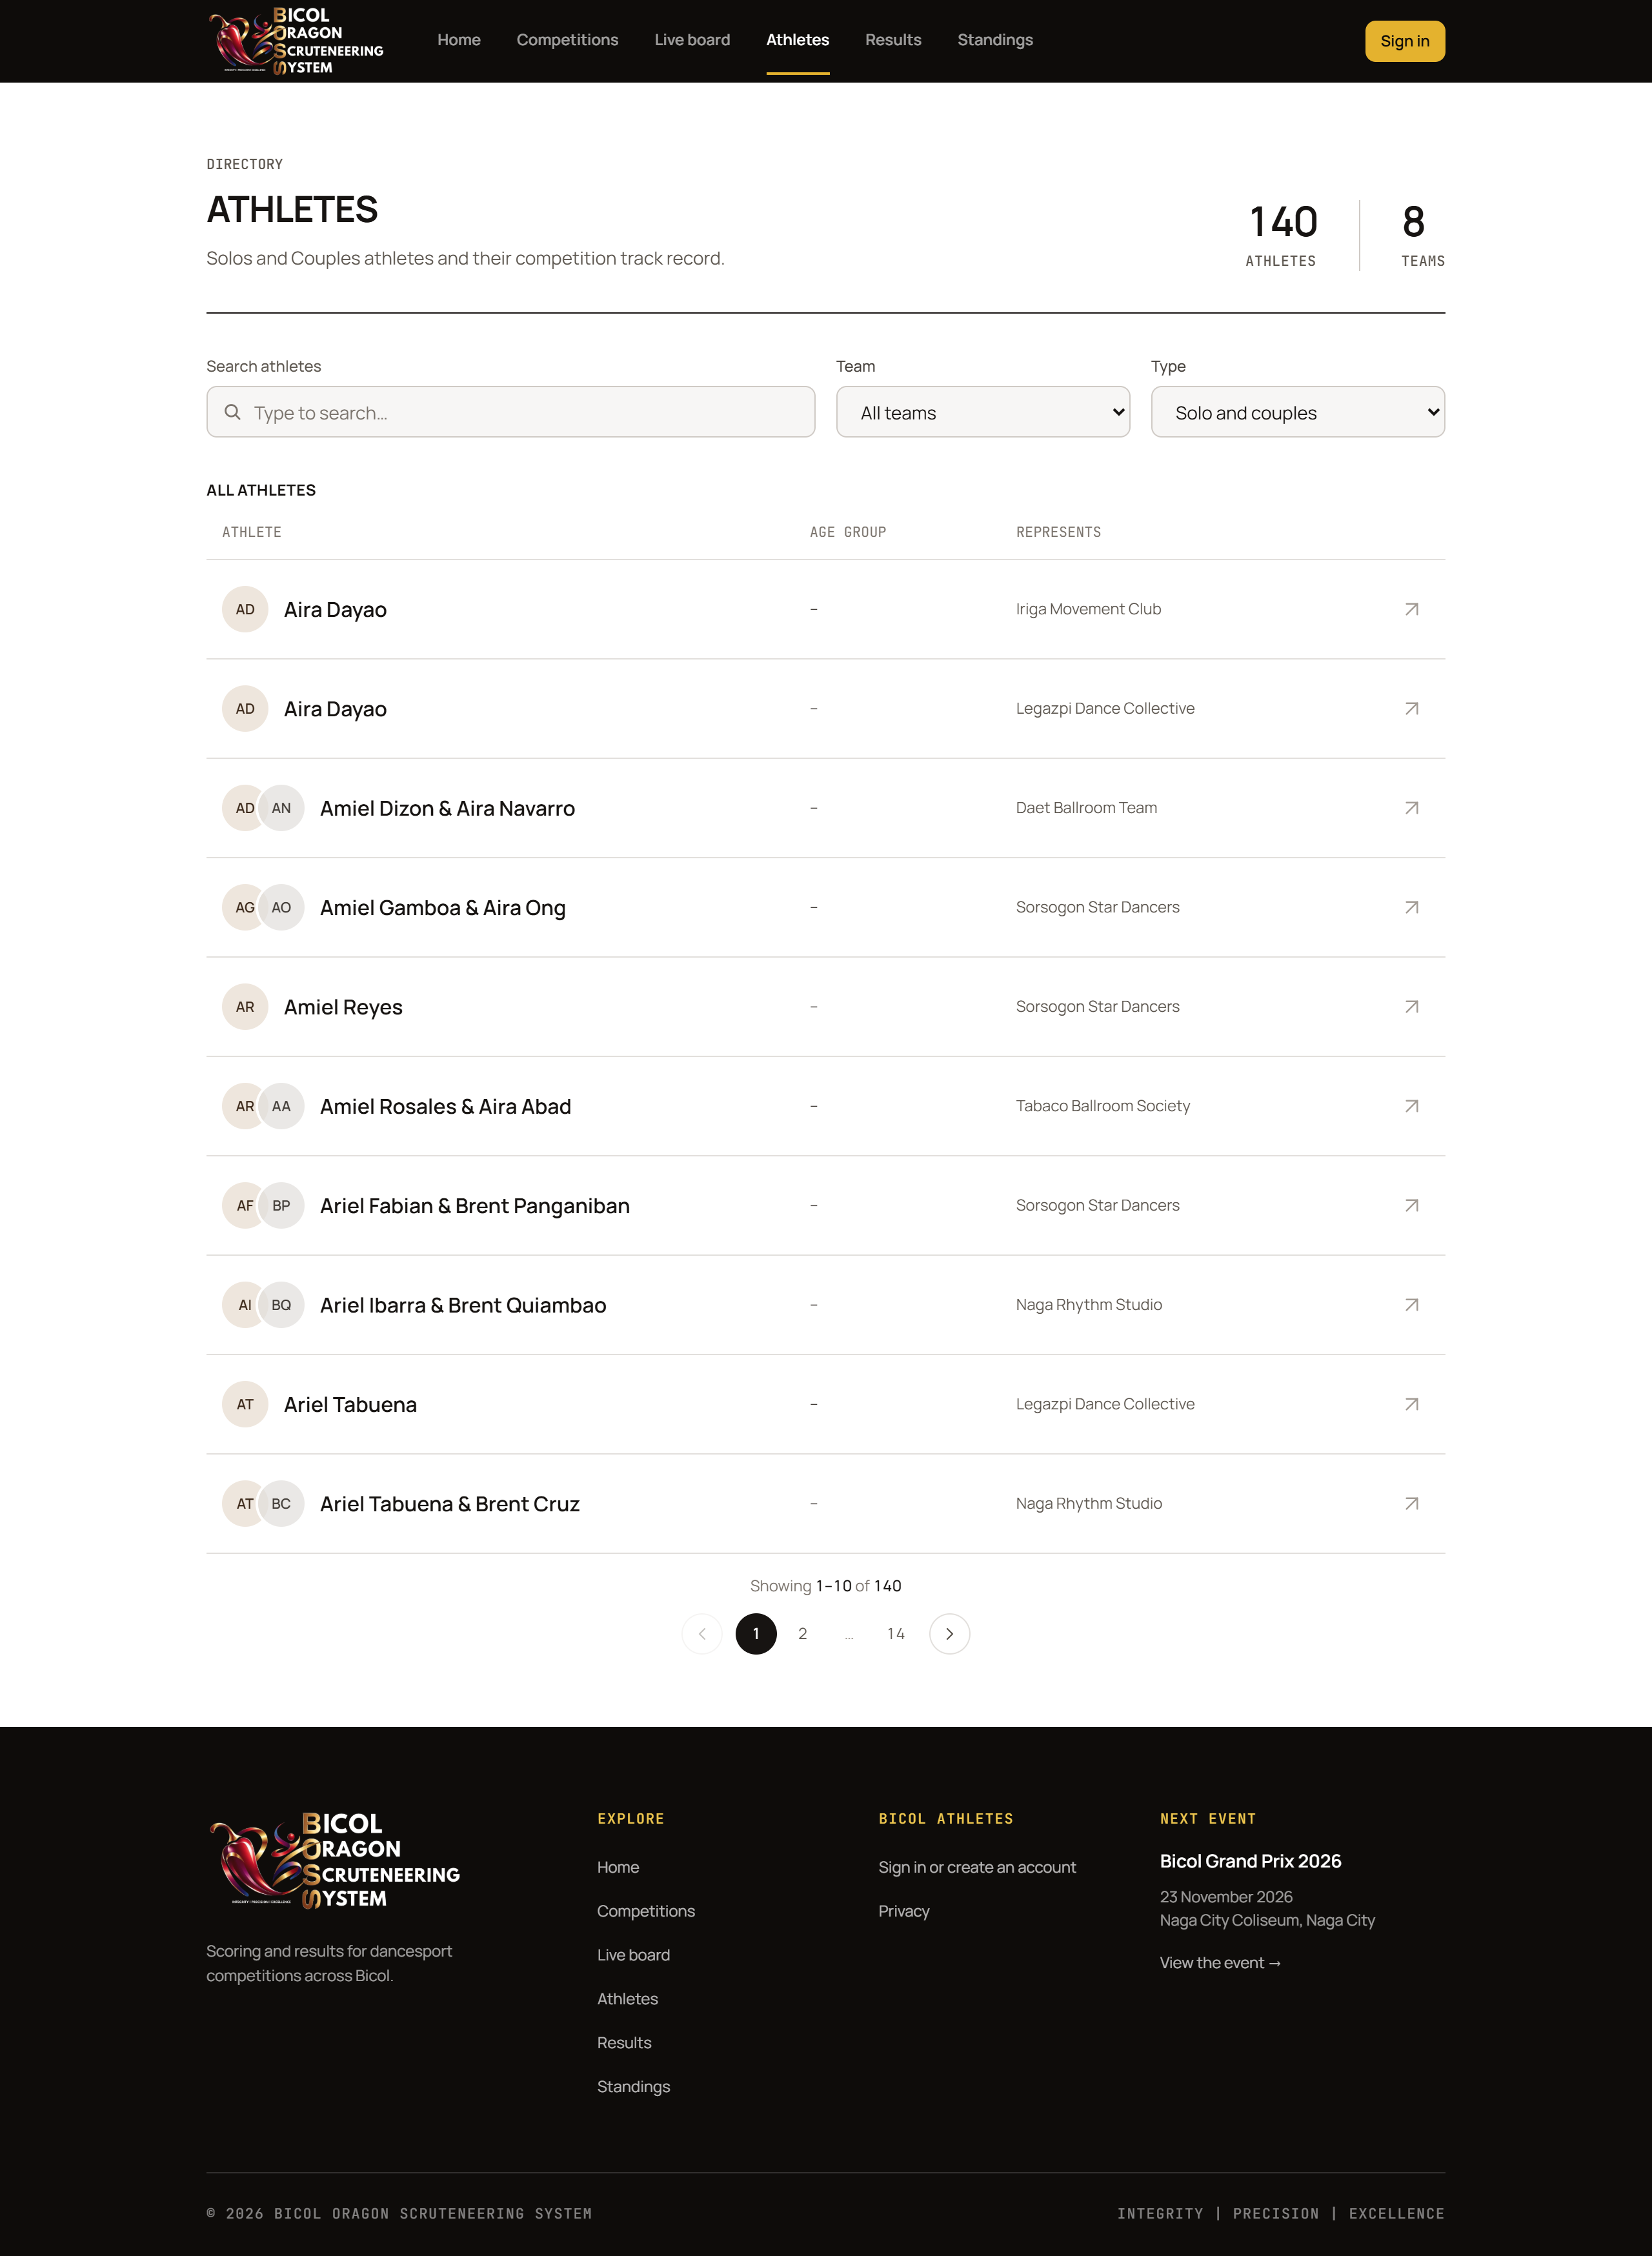 BICOL
ORAGON
SCRUTENEERING
SYSTEM
INTEGRITY | PRECISION | EXCELLENCE
Home
Competitions
Live board
Athletes
Results
Standings
Sign in
DIRECTORY
ATHLETES
Solos and Couples athletes and their competition track record.
140
ATHLETES
8
TEAMS
Search athletes
Type to search...
Team
All teams
Type
Solo and couples
ALL ATHLETES
ATHLETE AGE GROUP REPRESENTS
AD Aira Dayao – Iriga Movement Club
AD Aira Dayao – Legazpi Dance Collective
AD AN Amiel Dizon & Aira Navarro – Daet Ballroom Team
AG AO Amiel Gamboa & Aira Ong – Sorsogon Star Dancers
AR Amiel Reyes – Sorsogon Star Dancers
AR AA Amiel Rosales & Aira Abad – Tabaco Ballroom Society
AF BP Ariel Fabian & Brent Panganiban – Sorsogon Star Dancers
AI BQ Ariel Ibarra & Brent Quiambao – Naga Rhythm Studio
AT Ariel Tabuena – Legazpi Dance Collective
AT BC Ariel Tabuena & Brent Cruz – Naga Rhythm Studio
Showing 1–10 of 140
1 2 … 14
BICOL
ORAGON
SCRUTENEERING
SYSTEM
INTEGRITY | PRECISION | EXCELLENCE
Scoring and results for dancesport
competitions across Bicol.
EXPLORE
Home
Competitions
Live board
Athletes
Results
Standings
BICOL ATHLETES
Sign in or create an account
Privacy
NEXT EVENT
Bicol Grand Prix 2026
23 November 2026
Naga City Coliseum, Naga City
View the event →
© 2026 BICOL ORAGON SCRUTENEERING SYSTEM
INTEGRITY | PRECISION | EXCELLENCE